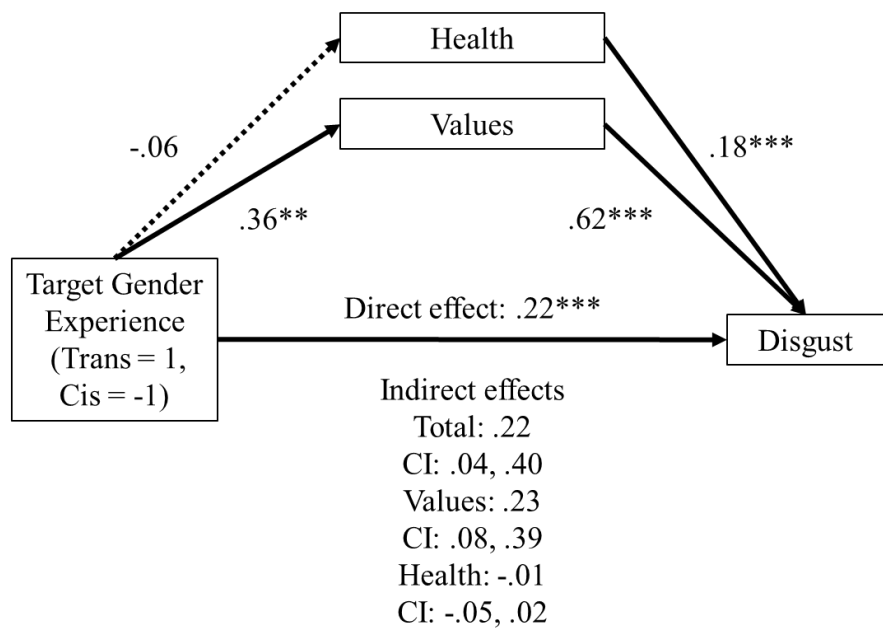 Health
Values
-.06
.18***
.36**
.62***
Target Gender
Experience
(Trans = 1,
Cis = -1)
Direct effect: .22***
Disgust
Indirect effects
Total: .22
CI: .04, .40
Values: .23
CI: .08, .39
Health: -.01
CI: -.05, .02